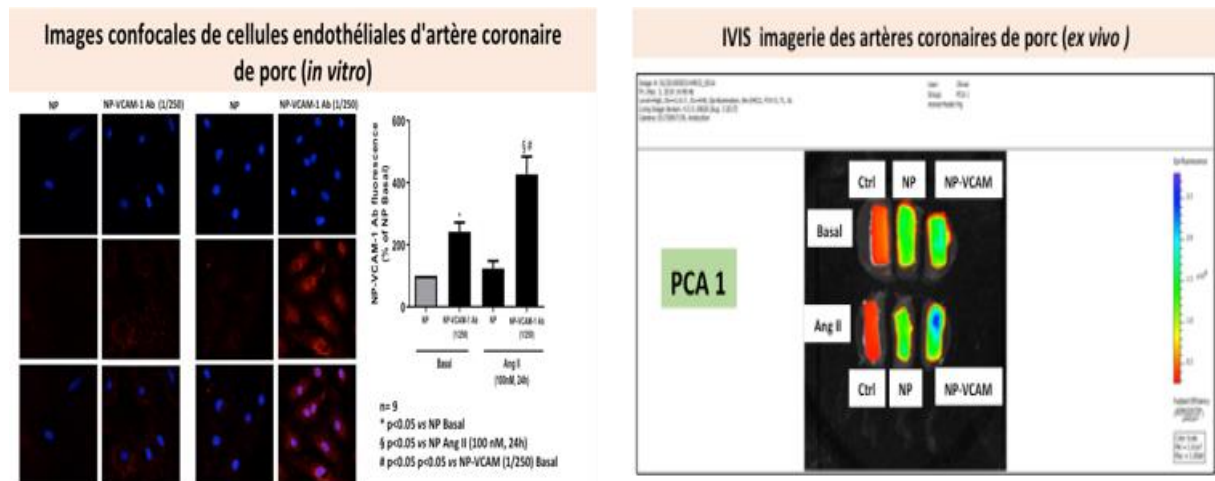 Images confocales de cellules endothéliales d'artère coronaire
de porc (in vitro)
NP
NP-VCAM-1 Ab (1/250)
NP
NP-VCAM-1 Ab (1/250)
NP-VCAM-1 Ab fluorescence
(% of NP Basal)
600
400
200
0
*
§ #
NP
NP-VCAM-1 Ab
(1/250)
NP
NP-VCAM-1 Ab
(1/250)
Basal
Ang II
(100nM, 24h)
n= 9
* p<0.05 vs NP Basal
§ p<0.05 vs NP Ang II (100 nM, 24h)
# p<0.05 p<0.05 vs NP-VCAM (1/250) Basal
IVIS imagerie des artères coronaires de porc (ex vivo )
PCA 1
Ctrl
NP
NP-VCAM
Basal
Ang II
Ctrl
NP
NP-VCAM
Color Scale